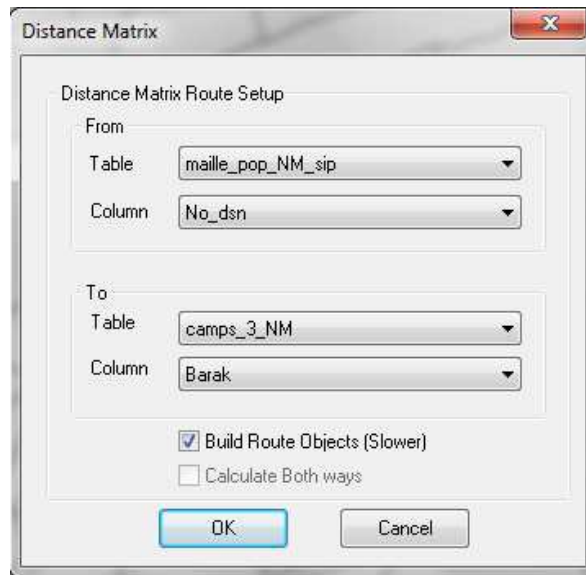 Distance Matrix
Distance Matrix Route Setup
From
Table maille_pop_NM_sip
Column No_dsn
To
Table camps_3_NM
Column Barak
Build Route Objects (Slower)
Calculate Both ways
OK Cancel